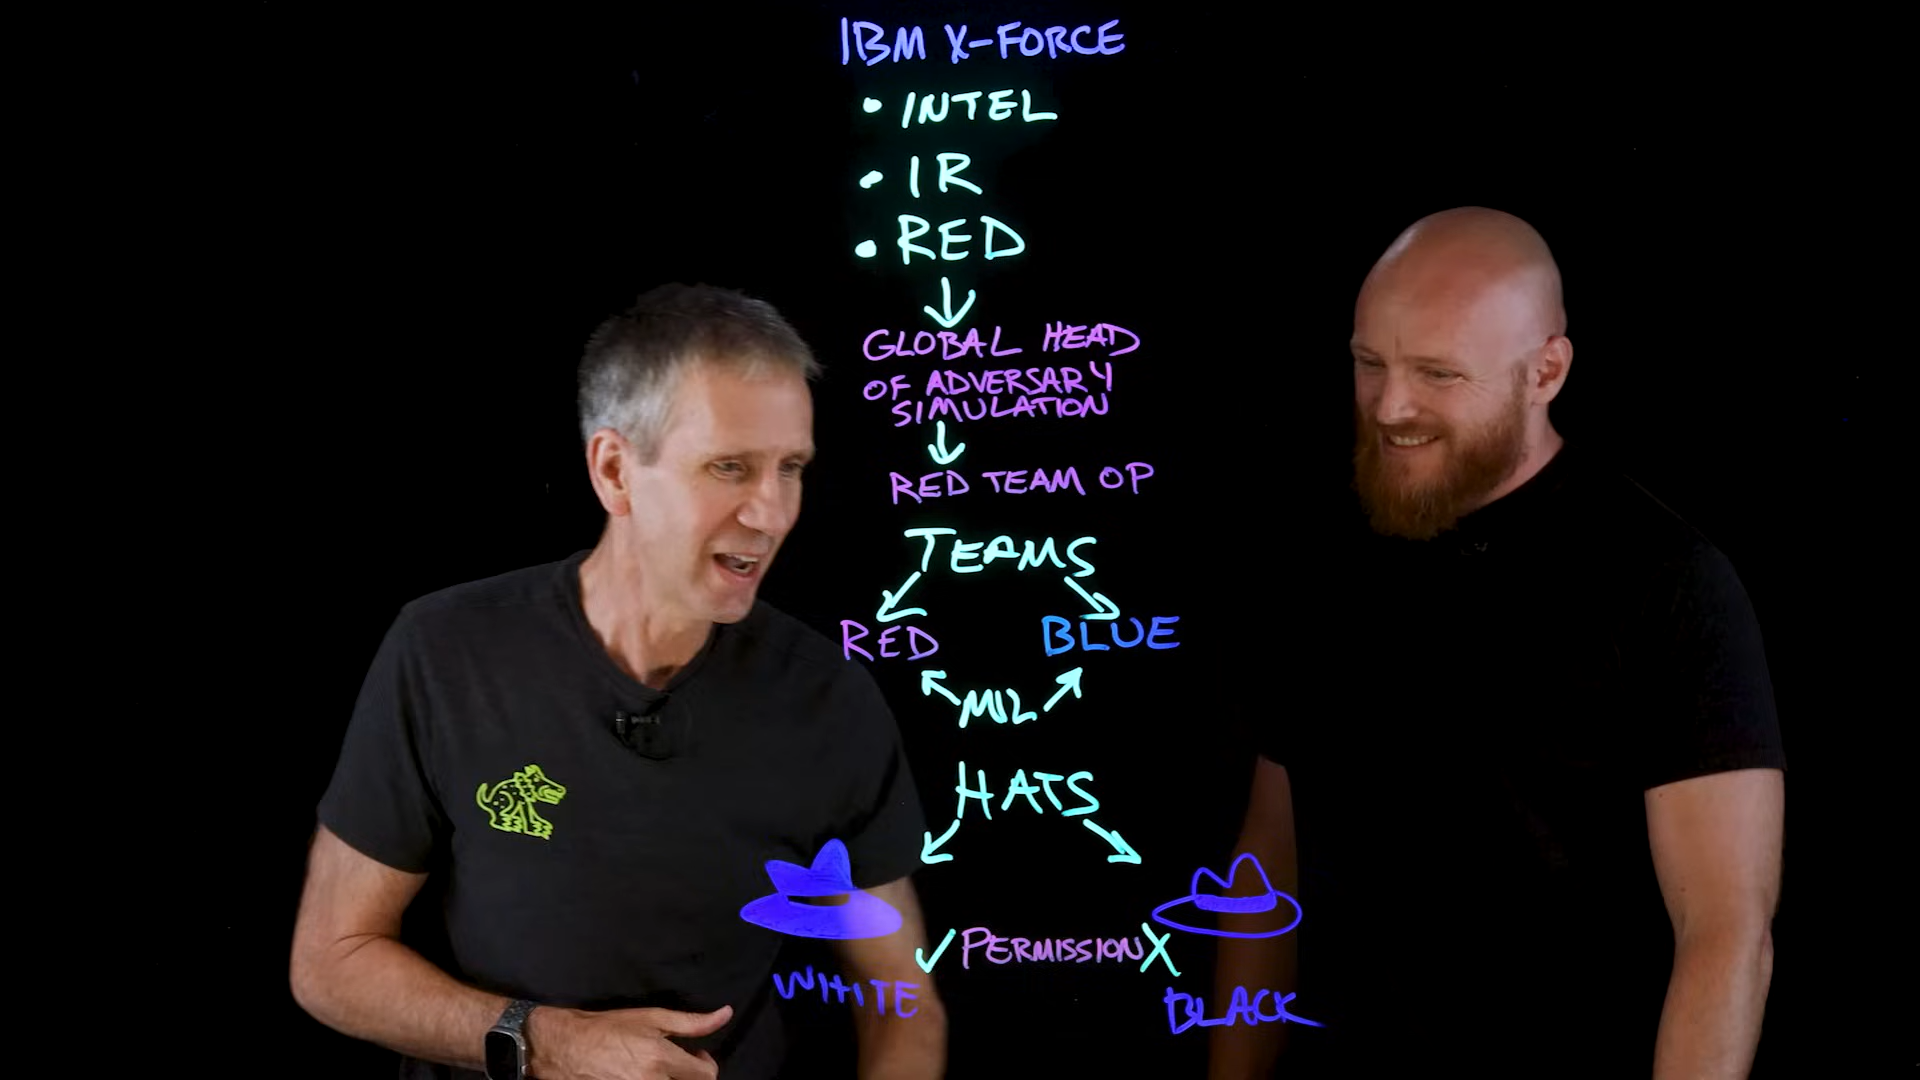 IBM X-FORCE
• INTEL
• IR
• RED
GLOBAL HEAD
OF ADVERSARY
SIMULATION
RED TEAM OP
TEAMS
RED BLUE
MIL
HATS
✓ PERMISSION X
WHITE BLACK